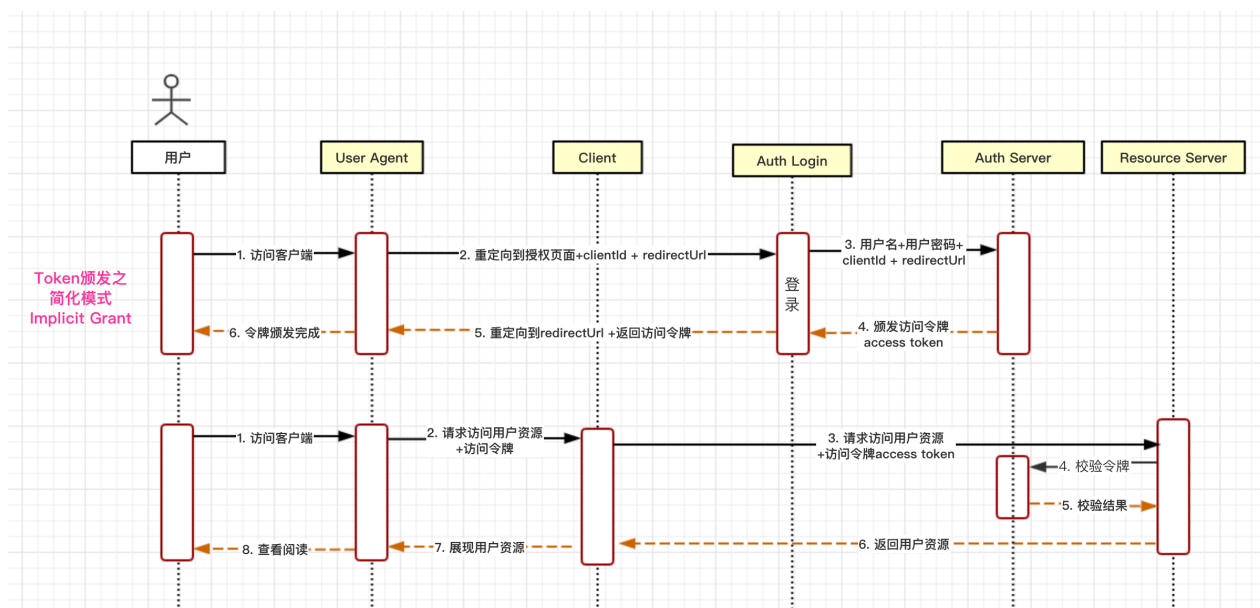 用户
User Agent
Client
Auth Login
Auth Server
Resource Server
Token颁发之
简化模式
Implicit Grant
1. 访问客户端
2. 重定向到授权页面+clientId + redirectUrl
登
录
3. 用户名+用户密码+
clientId + redirectUrl
4. 颁发访问令牌
access token
5. 重定向到redirectUrl +返回访问令牌
6. 令牌颁发完成
1. 访问客户端
2. 请求访问用户资源
+访问令牌
3. 请求访问用户资源
+访问令牌access token
4. 校验令牌
5. 校验结果
6. 返回用户资源
7. 展现用户资源
8. 查看阅读